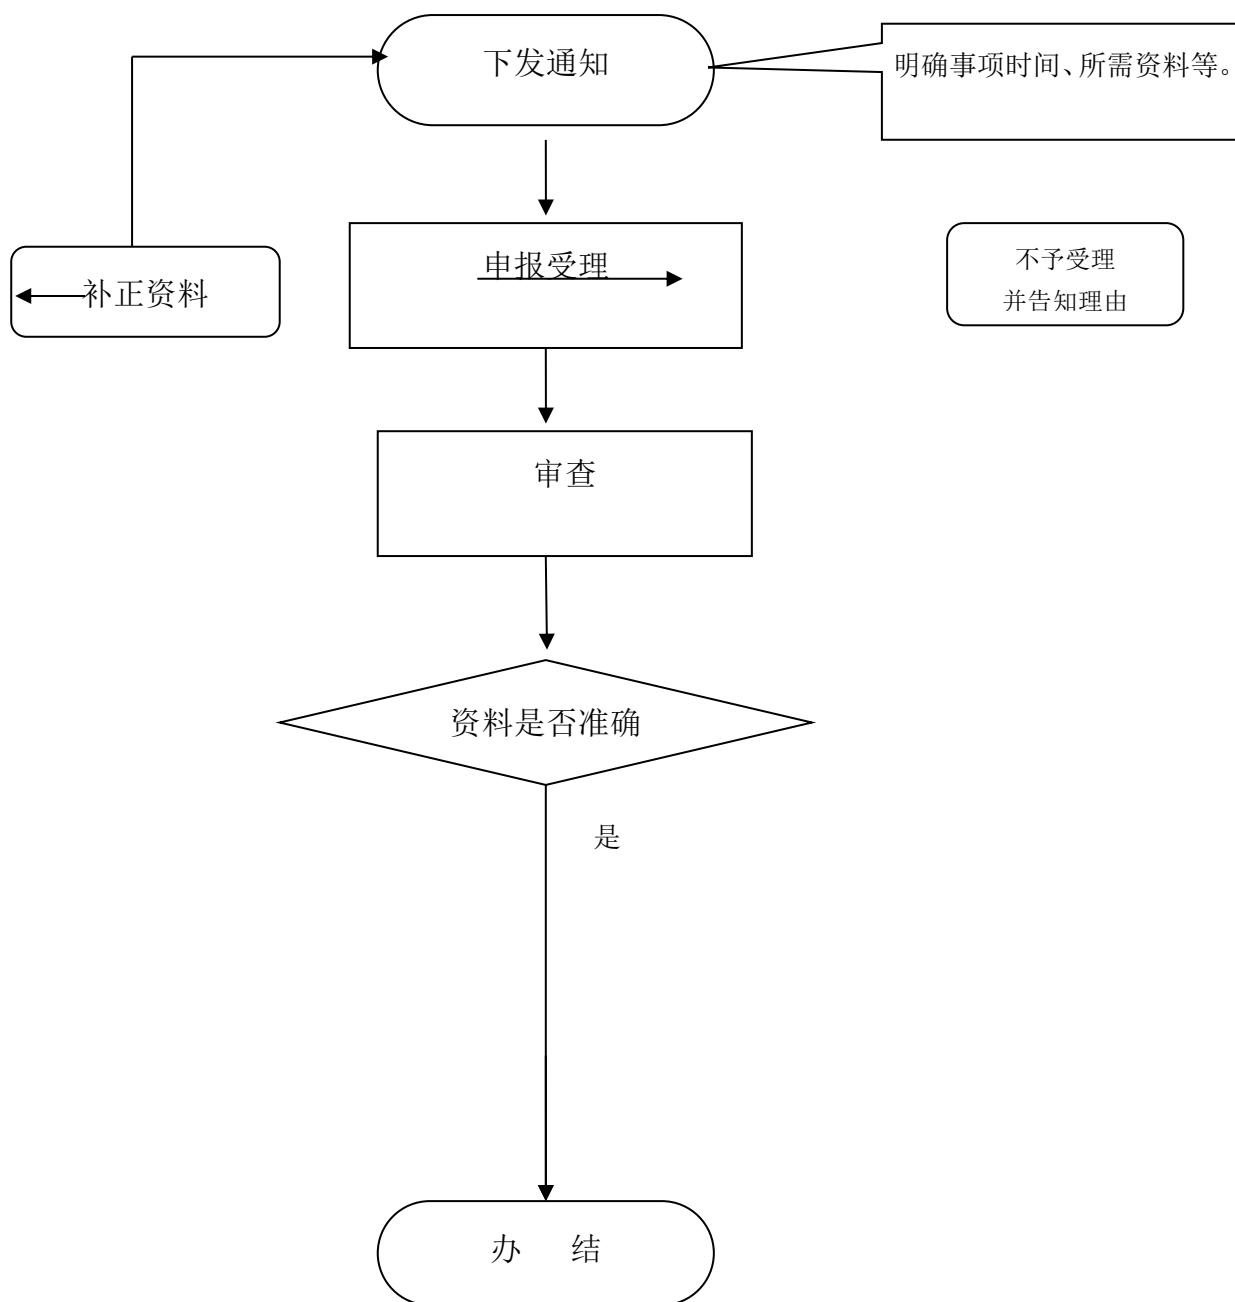 下发通知
明确事项时间、所需资料等。
申报受理
补正资料
不予受理
并告知理由
审查
资料是否准确
是
办 结